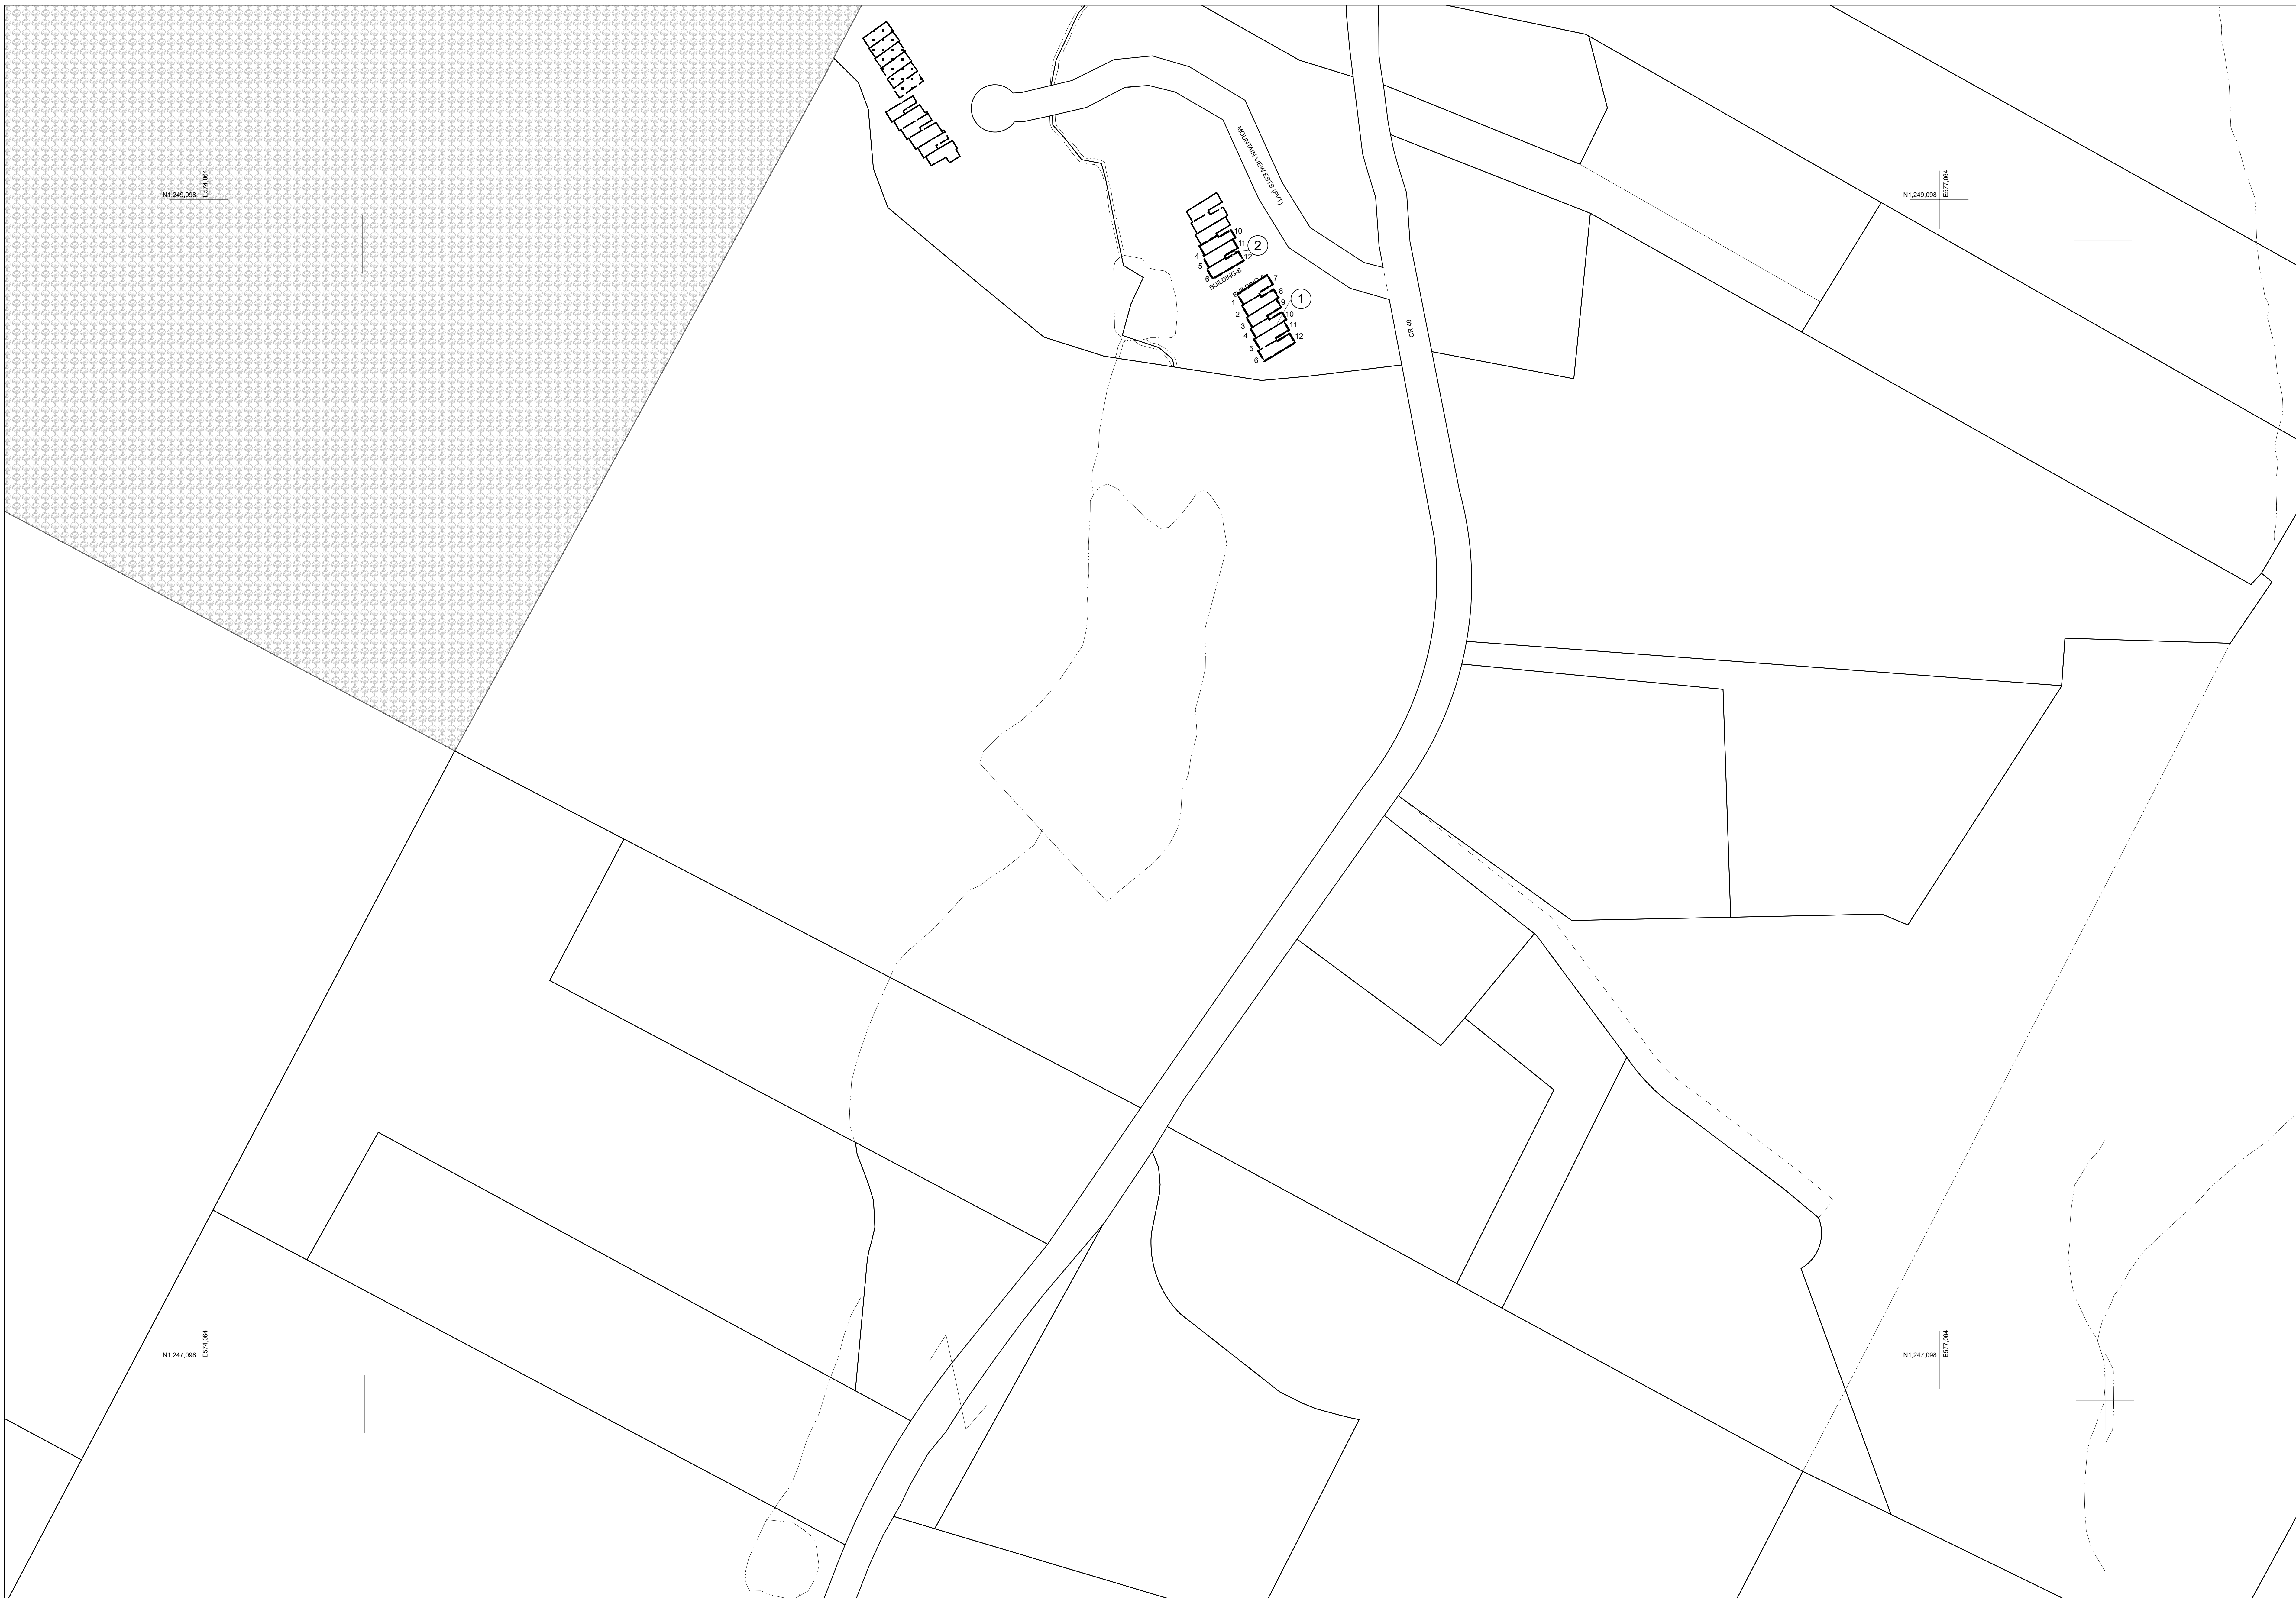 N1,249,098
E574,064
MOUNTAIN VIEW ESTS (PVT)
N1,249,098
E577,064
10
11
2
4
12
5
6
BUILDING-B
BUILDING-A
7
1
8
1
9
2
10
3
11
4
12
5
6
CR 40
N1,247,098
E574,064
N1,247,098
E577,064